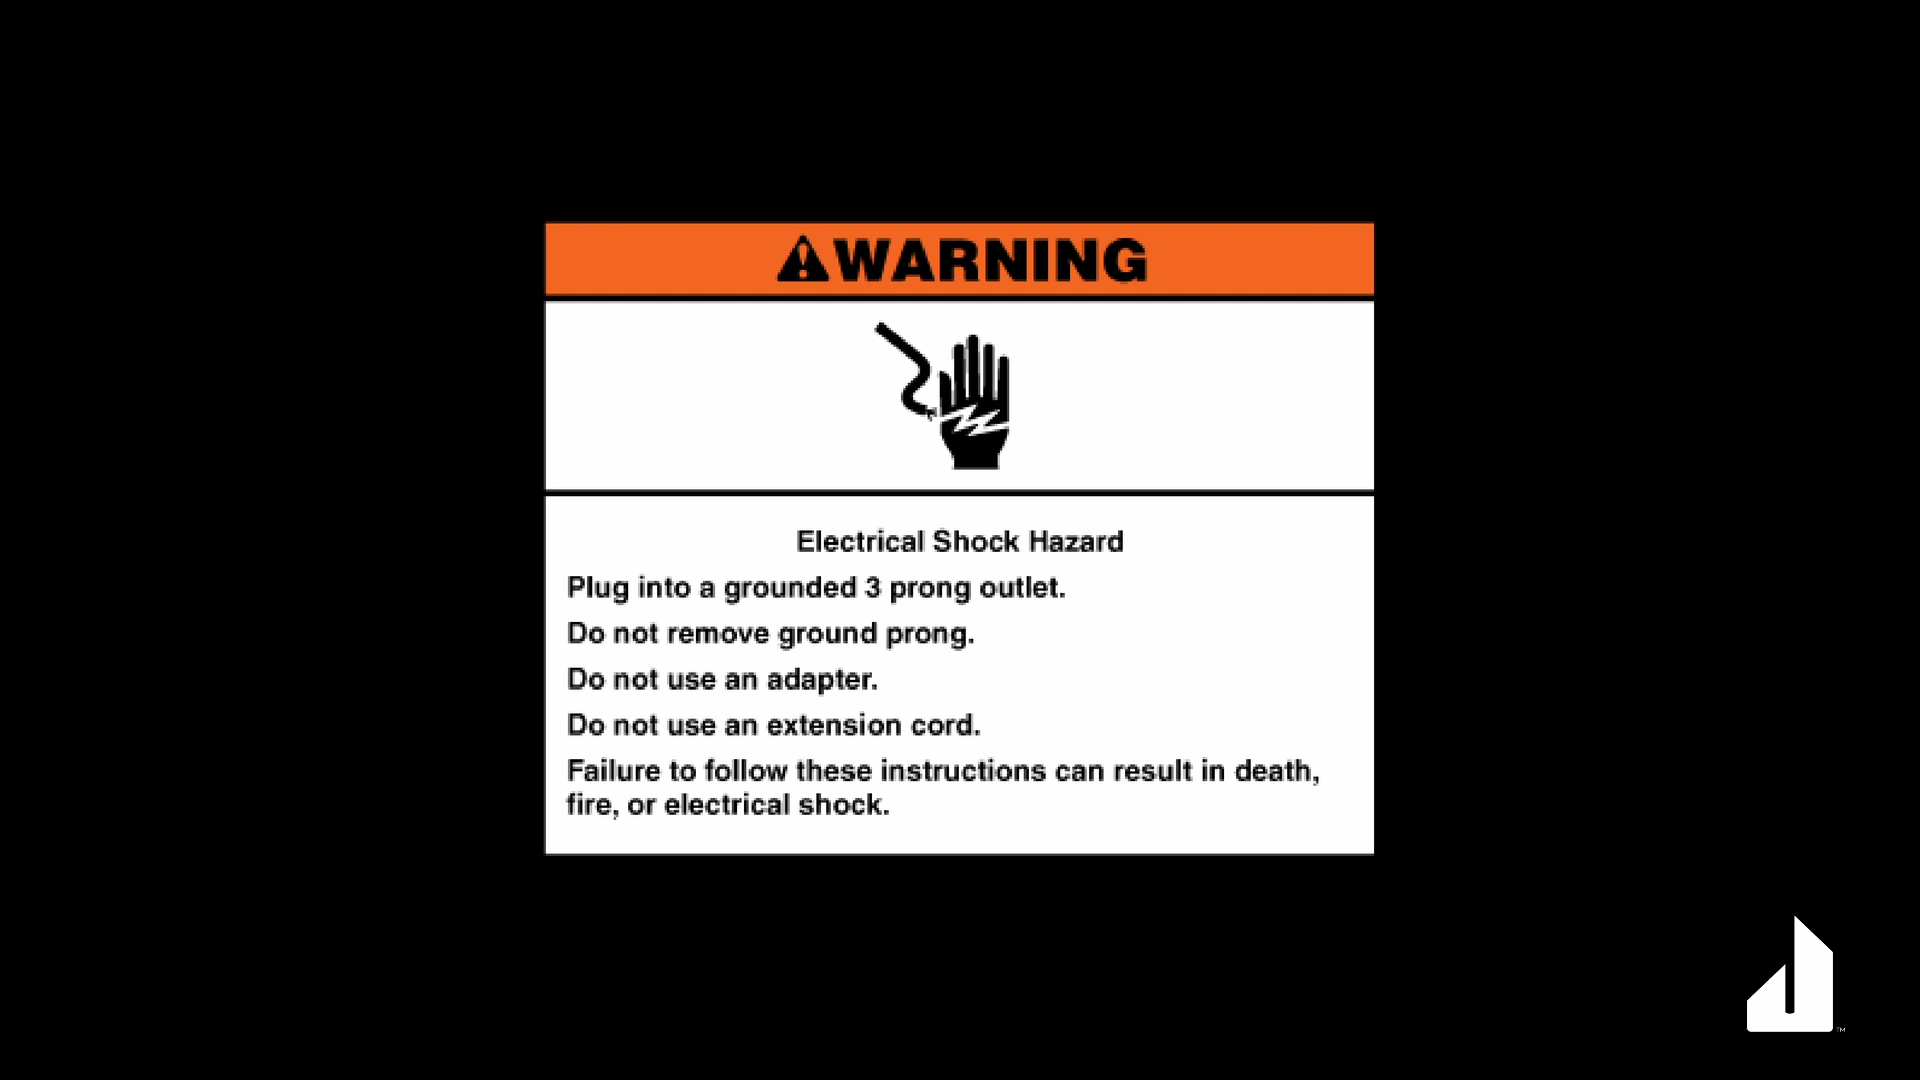 WARNING
Electrical Shock Hazard
Plug into a grounded 3 prong outlet.
Do not remove ground prong.
Do not use an adapter.
Do not use an extension cord.
Failure to follow these instructions can result in death,
fire, or electrical shock.
TM